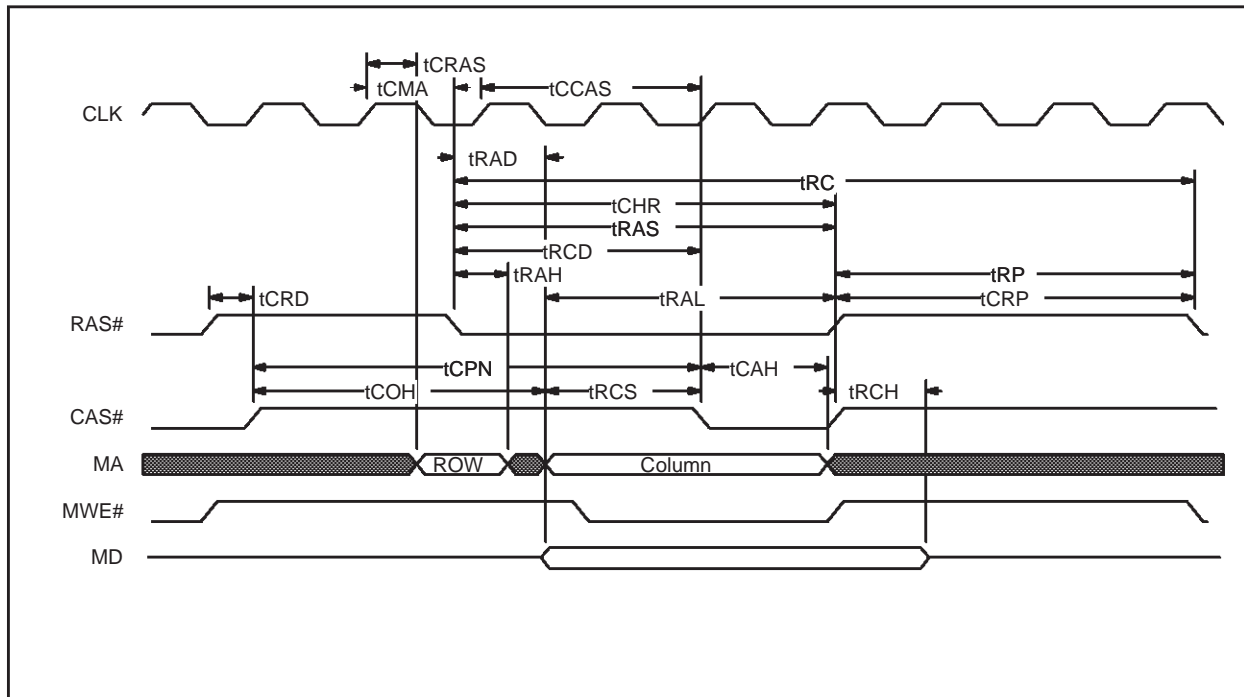 tCRAS
tCMA
tCCAS
CLK
tRAD
tRC
tCHR
tRAS
tRCD
tRAH
tRP
tCRD
tRAL
tCRP
RAS#
tCPN
tCAH
tCOH
tRCS
tRCH
CAS#
MA
ROW
Column
MWE#
MD